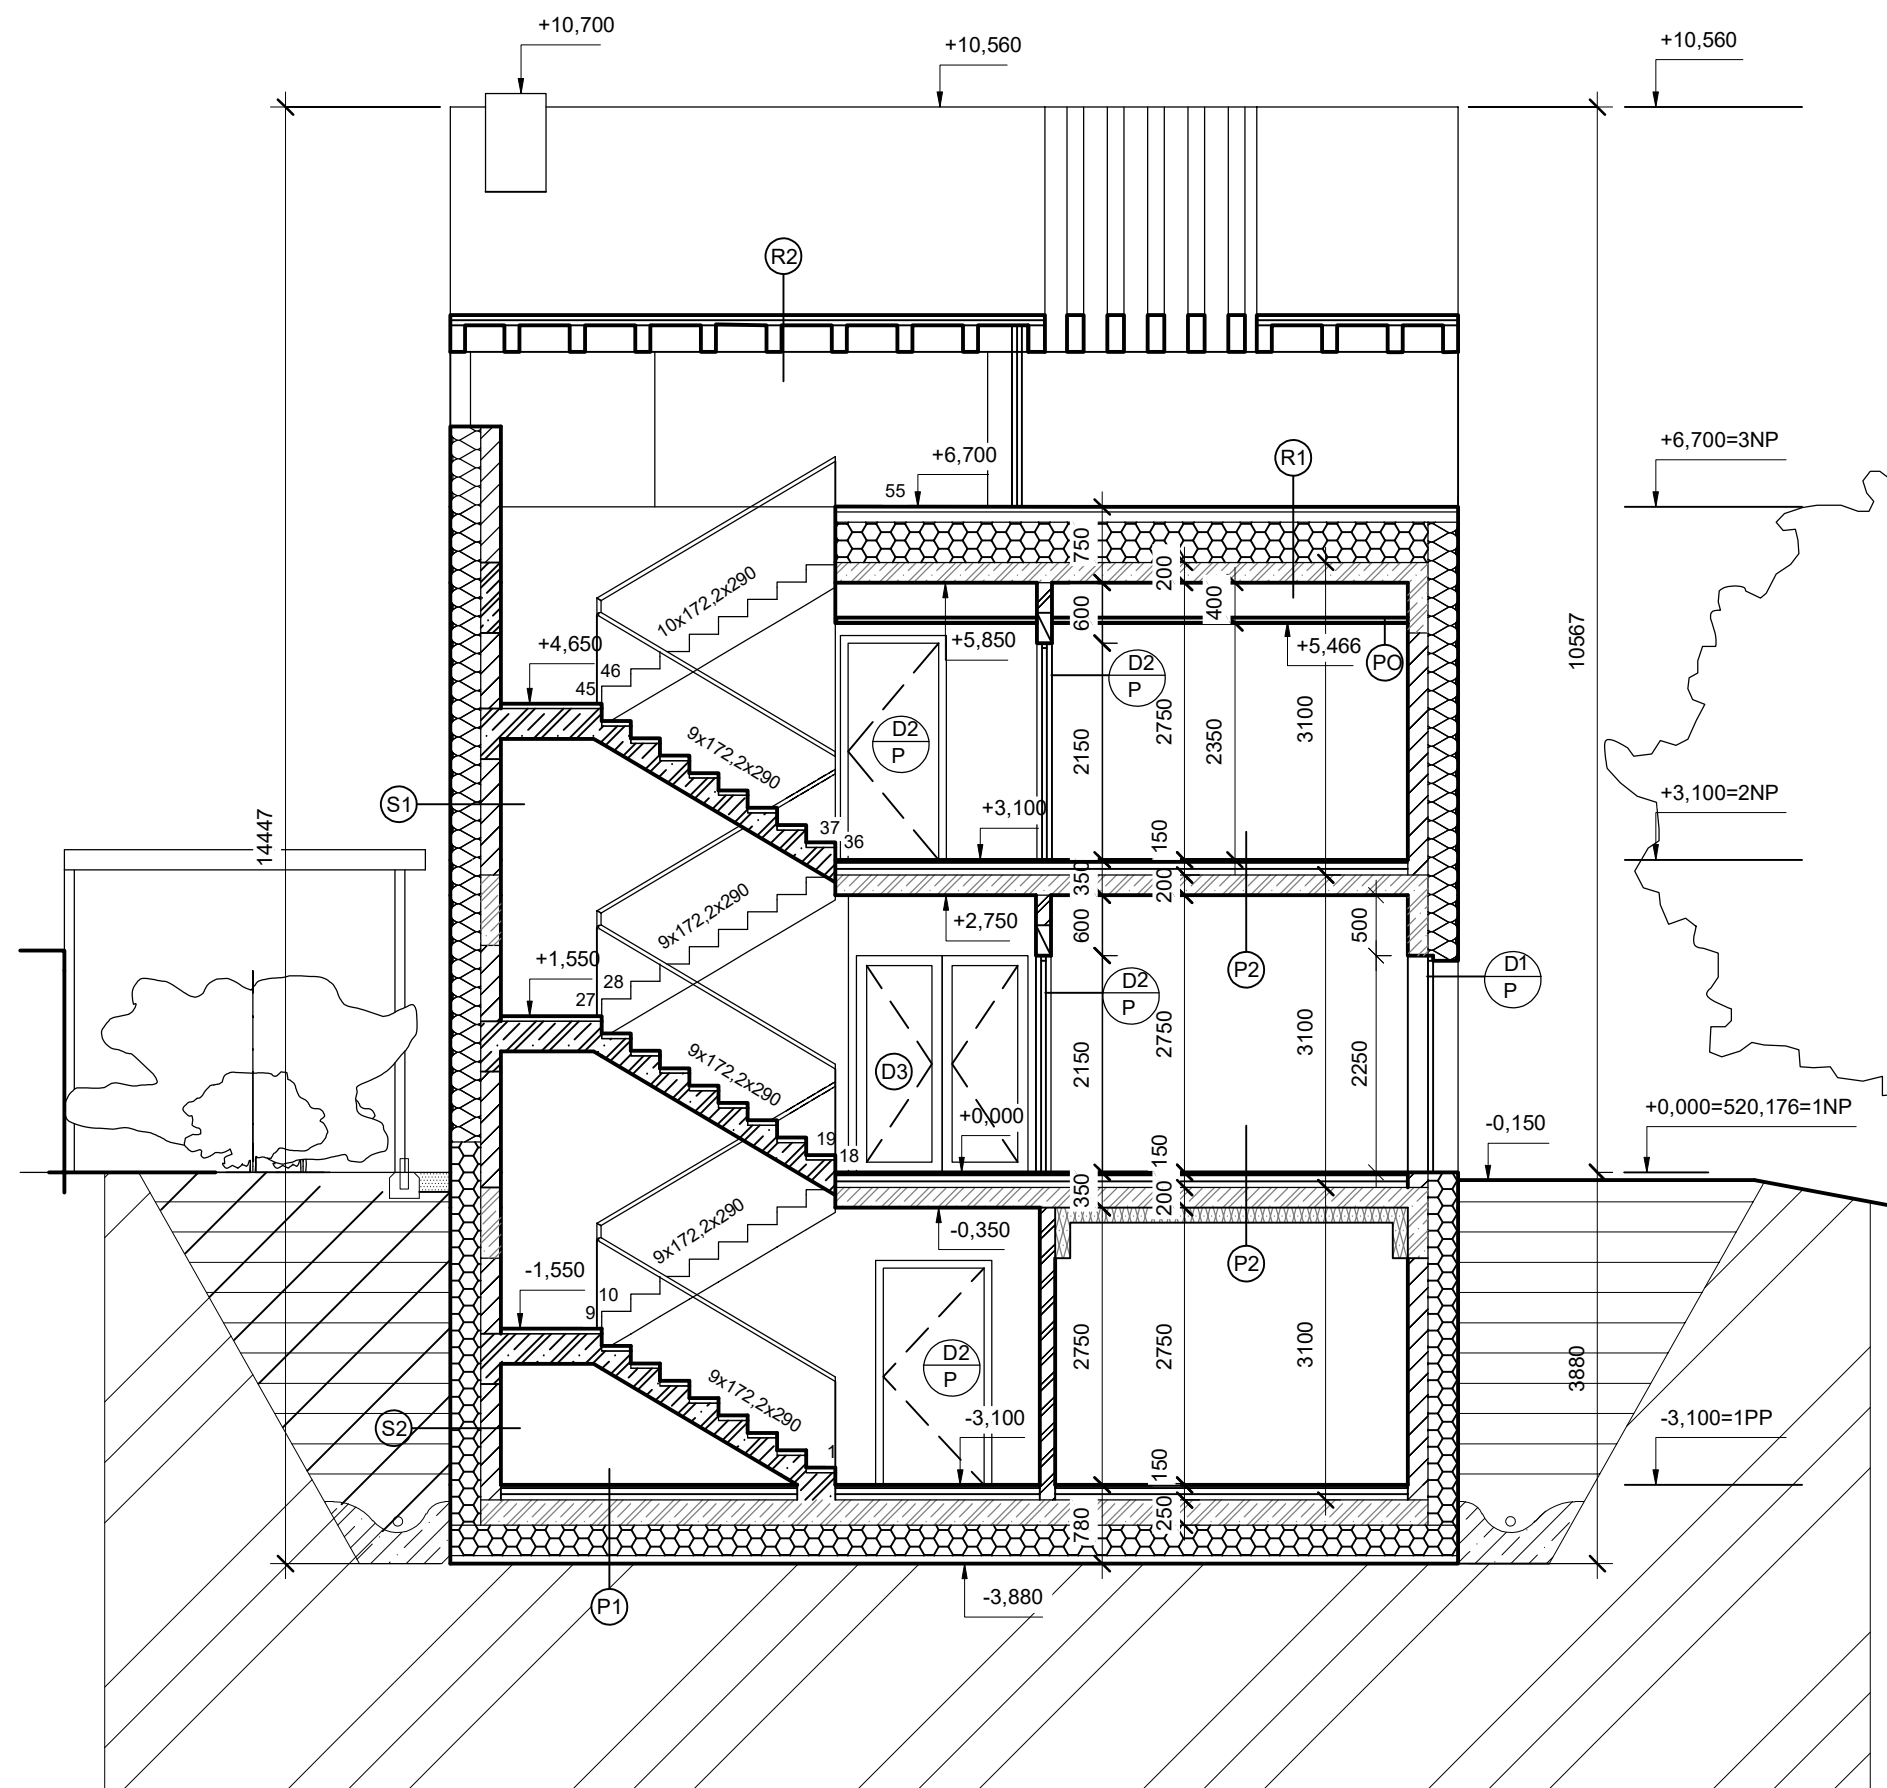 +10,700
+10,560
+10,560
R2
+6,700=3NP
+6,700
R1
55
750
200
400
600
10x172,2x290
+4,650
46
45
+5,850
+5,466
PO
D2
P
10567
9x172,2x290
D2
P
2150
2750
2350
3100
S1
14447
+3,100=2NP
+3,100
37
36
150
350
200
9x172,2x290
+2,750
600
500
+1,550
28
27
P2
D1
P
D2
P
9x172,2x290
D3
2150
2750
3100
2250
+0,000
+0,000=520,176=1NP
-0,150
19
18
150
350
200
9x172,2x290
-0,350
-1,550
10
9
P2
D2
P
2750
2750
3100
3880
9x172,2x290
-3,100
-3,100=1PP
S2
1
150
780
250
P1
-3,880